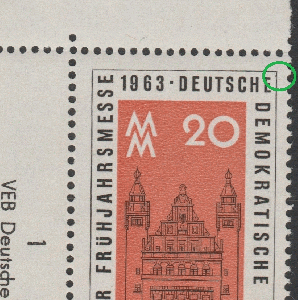 1963 · DEUTSCHE
DEMOKRATISCHE
R FRÜHJAHRSMESSE
MM 20
1
VEB Deutsche